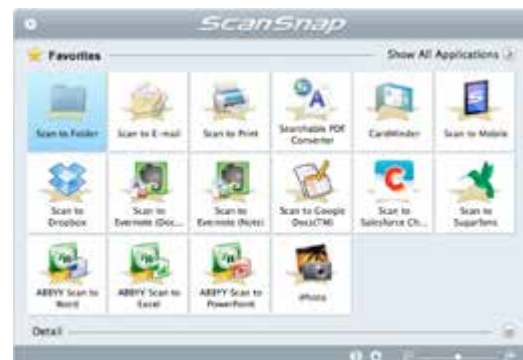 ScanSnap
Favorites
Show All Applications
Scan to Folder
Scan to E-mail
Scan to Print
Searchable PDF
Converter
CardMinder
Scan to Mobile
Scan to
Dropbox
Scan to
Evernote (Doc...
Scan to
Evernote (Note)
Scan to Google
Docs(TM)
Scan to
Salesforce Ch...
Scan to
SugarSync
ABBYY Scan to
Word
ABBYY Scan to
Excel
ABBYY Scan to
PowerPoint
iPhoto
Detail